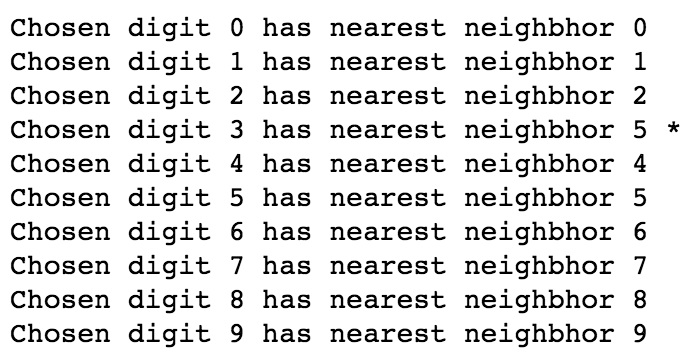 Chosen digit 0 has nearest neighbhor 0
Chosen digit 1 has nearest neighbhor 1
Chosen digit 2 has nearest neighbhor 2
Chosen digit 3 has nearest neighbhor 5 *
Chosen digit 4 has nearest neighbhor 4
Chosen digit 5 has nearest neighbhor 5
Chosen digit 6 has nearest neighbhor 6
Chosen digit 7 has nearest neighbhor 7
Chosen digit 8 has nearest neighbhor 8
Chosen digit 9 has nearest neighbhor 9